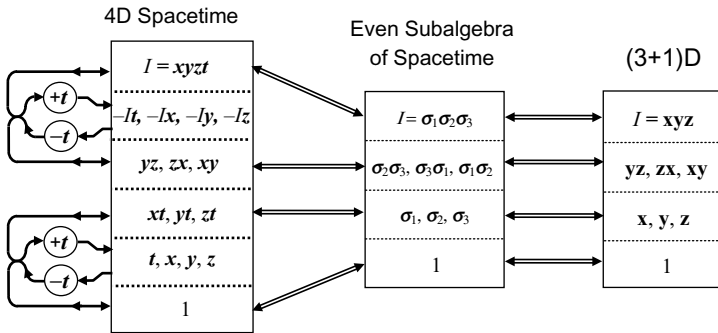 4D Spacetime
I = xyzt
−It, −Ix, −Iy, −Iz
yz, zx, xy
xt, yt, zt
t, x, y, z
1
+t
−t
+t
−t
Even Subalgebra
of Spacetime
I= σ₁σ₂σ₃
σ₂σ₃, σ₃σ₁, σ₁σ₂
σ₁, σ₂, σ₃
1
(3+1)D
I = xyz
yz, zx, xy
x, y, z
1